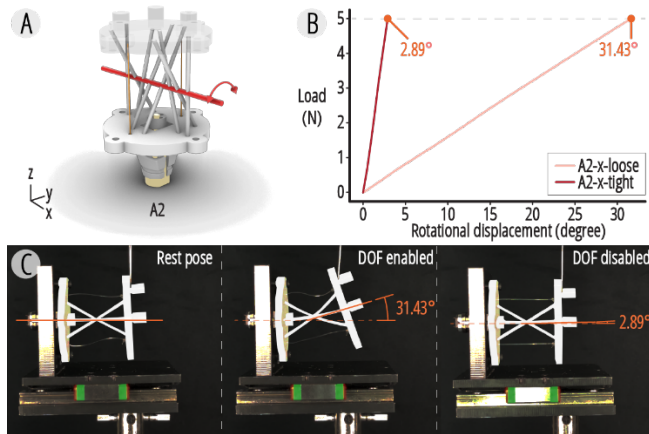 A
z
y
x
A2
B
5
4
3
2
1
0
Load
(N)
2.89°
31.43°
A2-x-loose
A2-x-tight
0 5 10 15 20 25 30
Rotational displacement (degree)
C
Rest pose
DOF enabled
31.43°
DOF disabled
2.89°